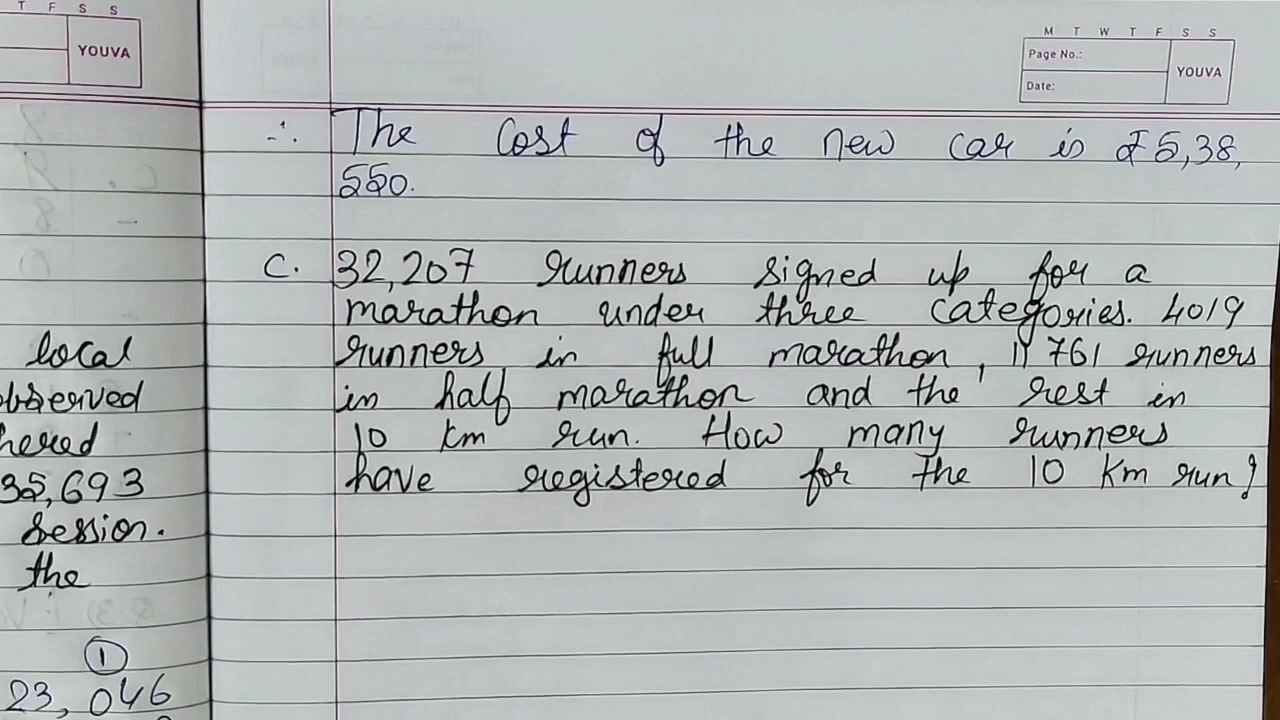 T F S S
YOUVA
local
observed
hered
35,693
session.
the
①
23, 046
M T W T F S S
Page No.:
YOUVA
Date:
∴ The cost of the new car is ₹5,38,
550.
C. 32,207 runners signed up for a
marathon under three categories. 4019
runners in full marathon, 11,761 runners
in half marathon and the rest in
10 km run. How many runners
have registered for the 10 km run?